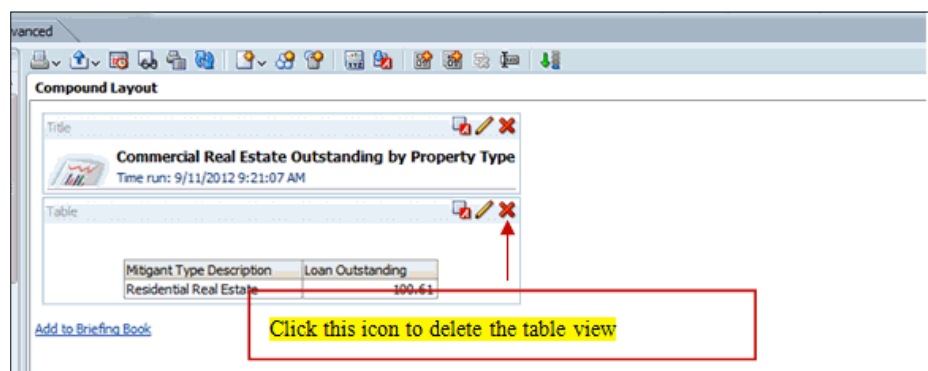 vanced
Compound Layout
Title
Commercial Real Estate Outstanding by Property Type
Time run: 9/11/2012 9:21:07 AM
Table
Mitigant Type Description Loan Outstanding
Residential Real Estate 100.61
Add to Briefing Book
Click this icon to delete the table view